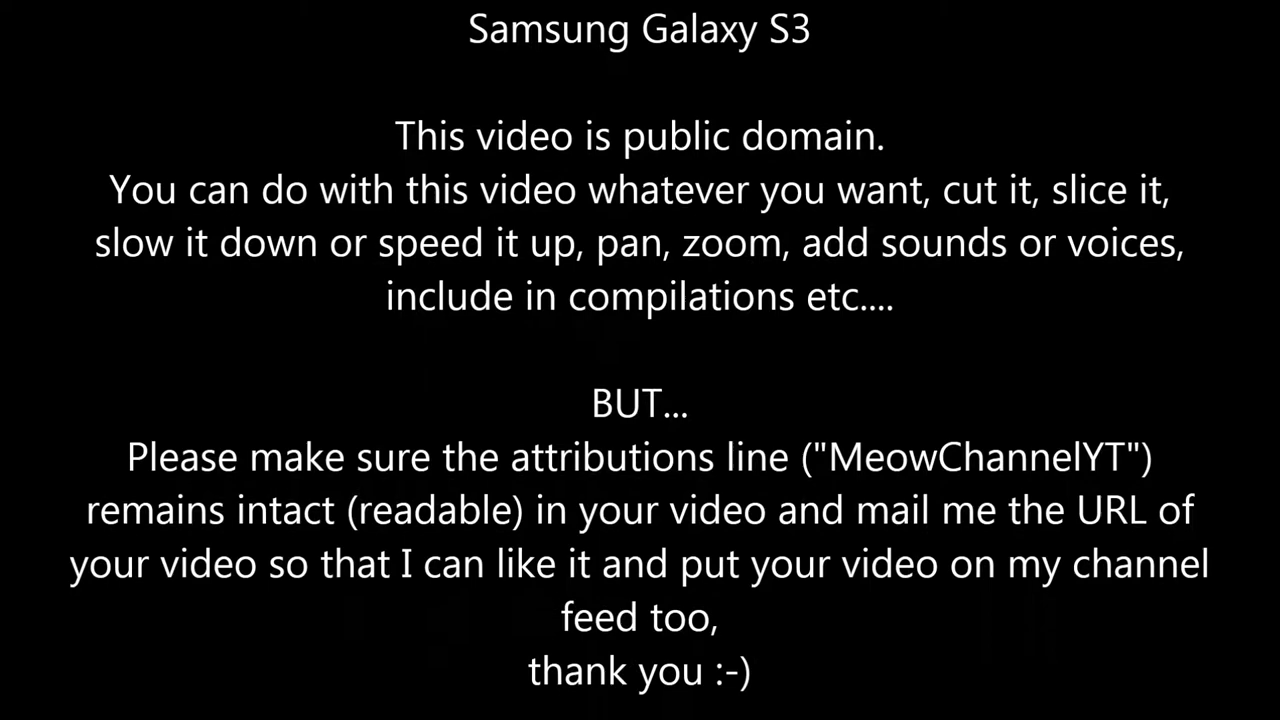 Samsung Galaxy S3
This video is public domain.
You can do with this video whatever you want, cut it, slice it,
slow it down or speed it up, pan, zoom, add sounds or voices,
include in compilations etc....
BUT...
Please make sure the attributions line ("MeowChannelYT")
remains intact (readable) in your video and mail me the URL of
your video so that I can like it and put your video on my channel
feed too,
thank you :-)